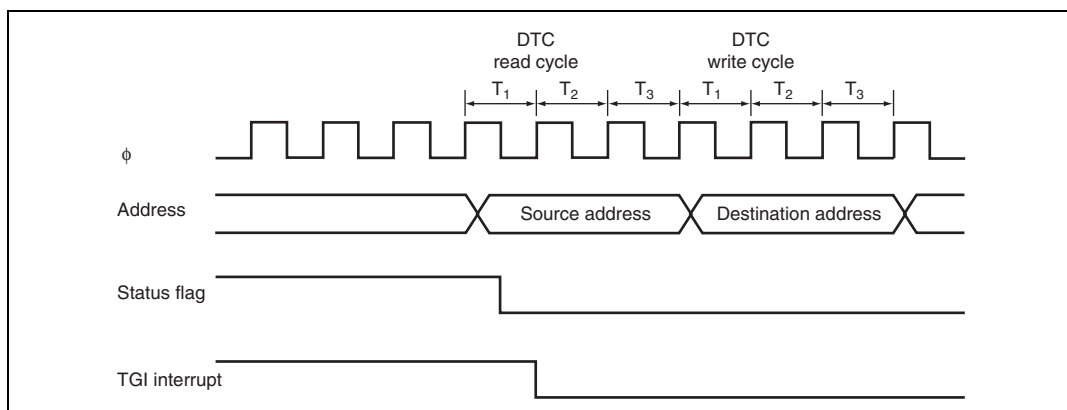 DTC
read cycle
DTC
write cycle
T₁ T₂ T₃ T₁ T₂ T₃
ϕ
Address
Source address
Destination address
Status flag
TGI interrupt